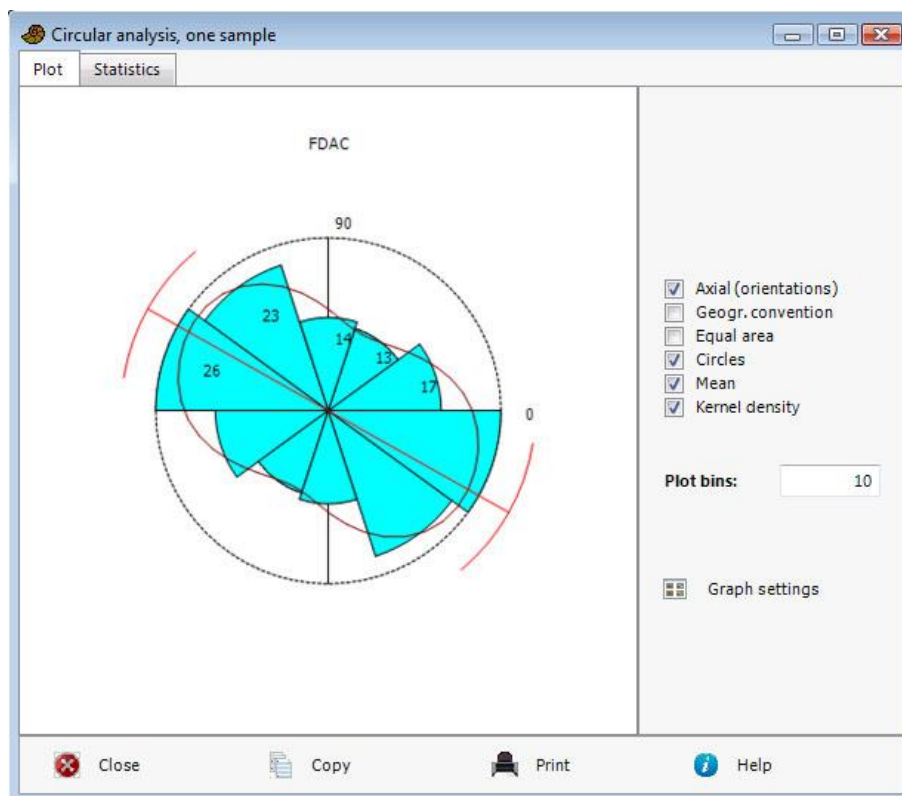 Circular analysis, one sample
Plot Statistics
FDAC
90
23
14
13
26
17
0
Axial (orientations)
Geogr. convention
Equal area
Circles
Mean
Kernel density
Plot bins: 10
Graph settings
Close Copy Print Help